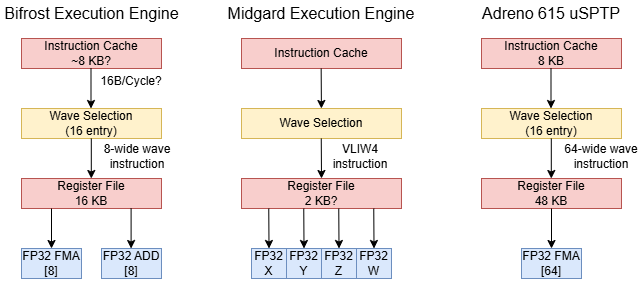 Bifrost Execution Engine
Instruction Cache
~8 KB?
16B/Cycle?
Wave Selection
(16 entry)
8-wide wave
instruction
Register File
16 KB
FP32 FMA
[8]
FP32 ADD
[8]
Midgard Execution Engine
Instruction Cache
Wave Selection
VLIW4
instruction
Register File
2 KB?
FP32
X
FP32
Y
FP32
Z
FP32
W
Adreno 615 uSPTP
Instruction Cache
8 KB
Wave Selection
(16 entry)
64-wide wave
instruction
Register File
48 KB
FP32 FMA
[64]